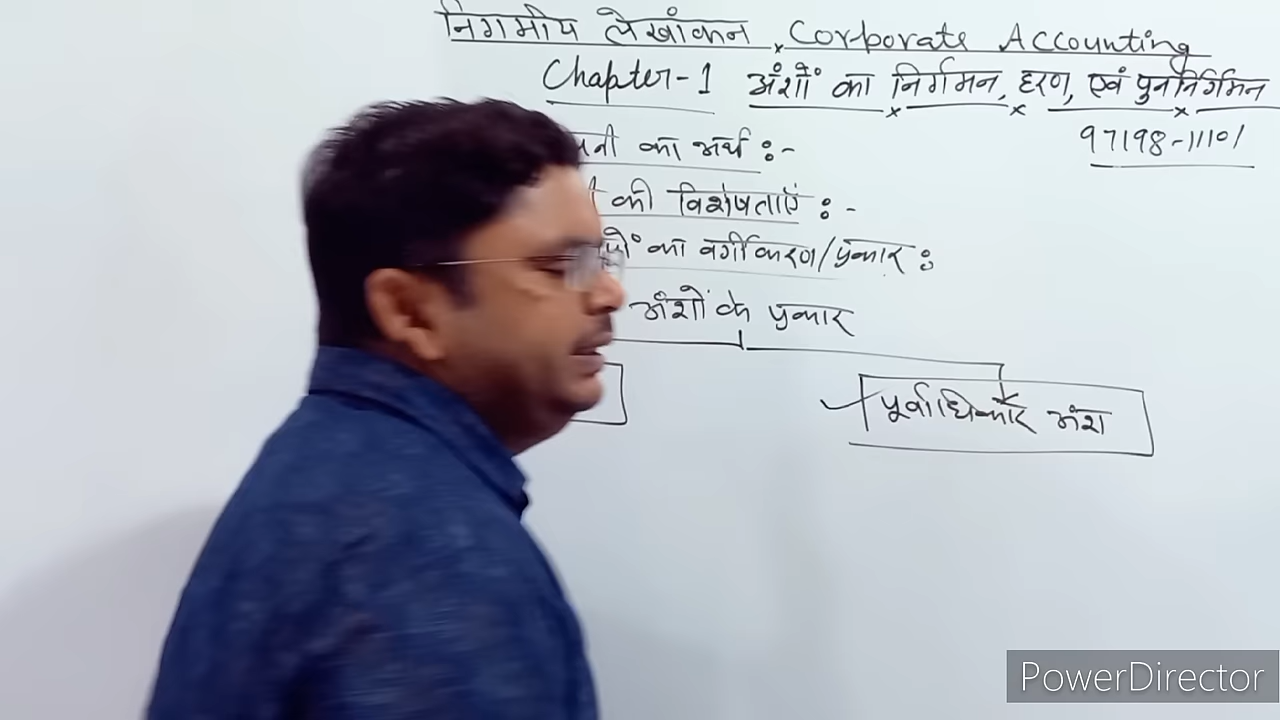 निगमीय लेखांकन, Corporate Accounting
Chapter-1 अंशों का निर्गमन, हरण, एवं पुनर्निर्गमन
97198-11101
का अर्थ :-
की विशेषताएं :-
का वर्गीकरण/प्रकार :
अंशों के प्रकार
पूर्वाधिकार अंश
PowerDirector